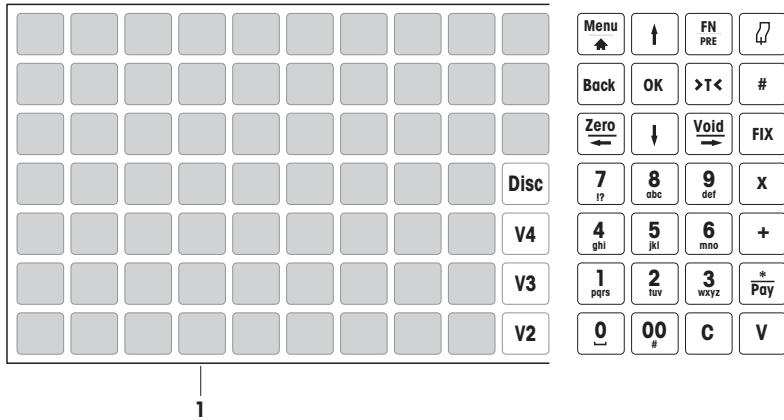 Menu FN PRE
Back OK >T< #
Zero Void FIX
Disc 7 !? 8 abc 9 def x
V4 4 ghi 5 jkl 6 mno +
V3 1 pqrs 2 tuv 3 wxyz * Pay
V2 0 00 # C V
1